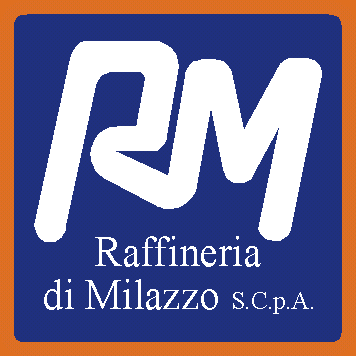 RM
Raffineria
di Milazzo S.C.p.A.